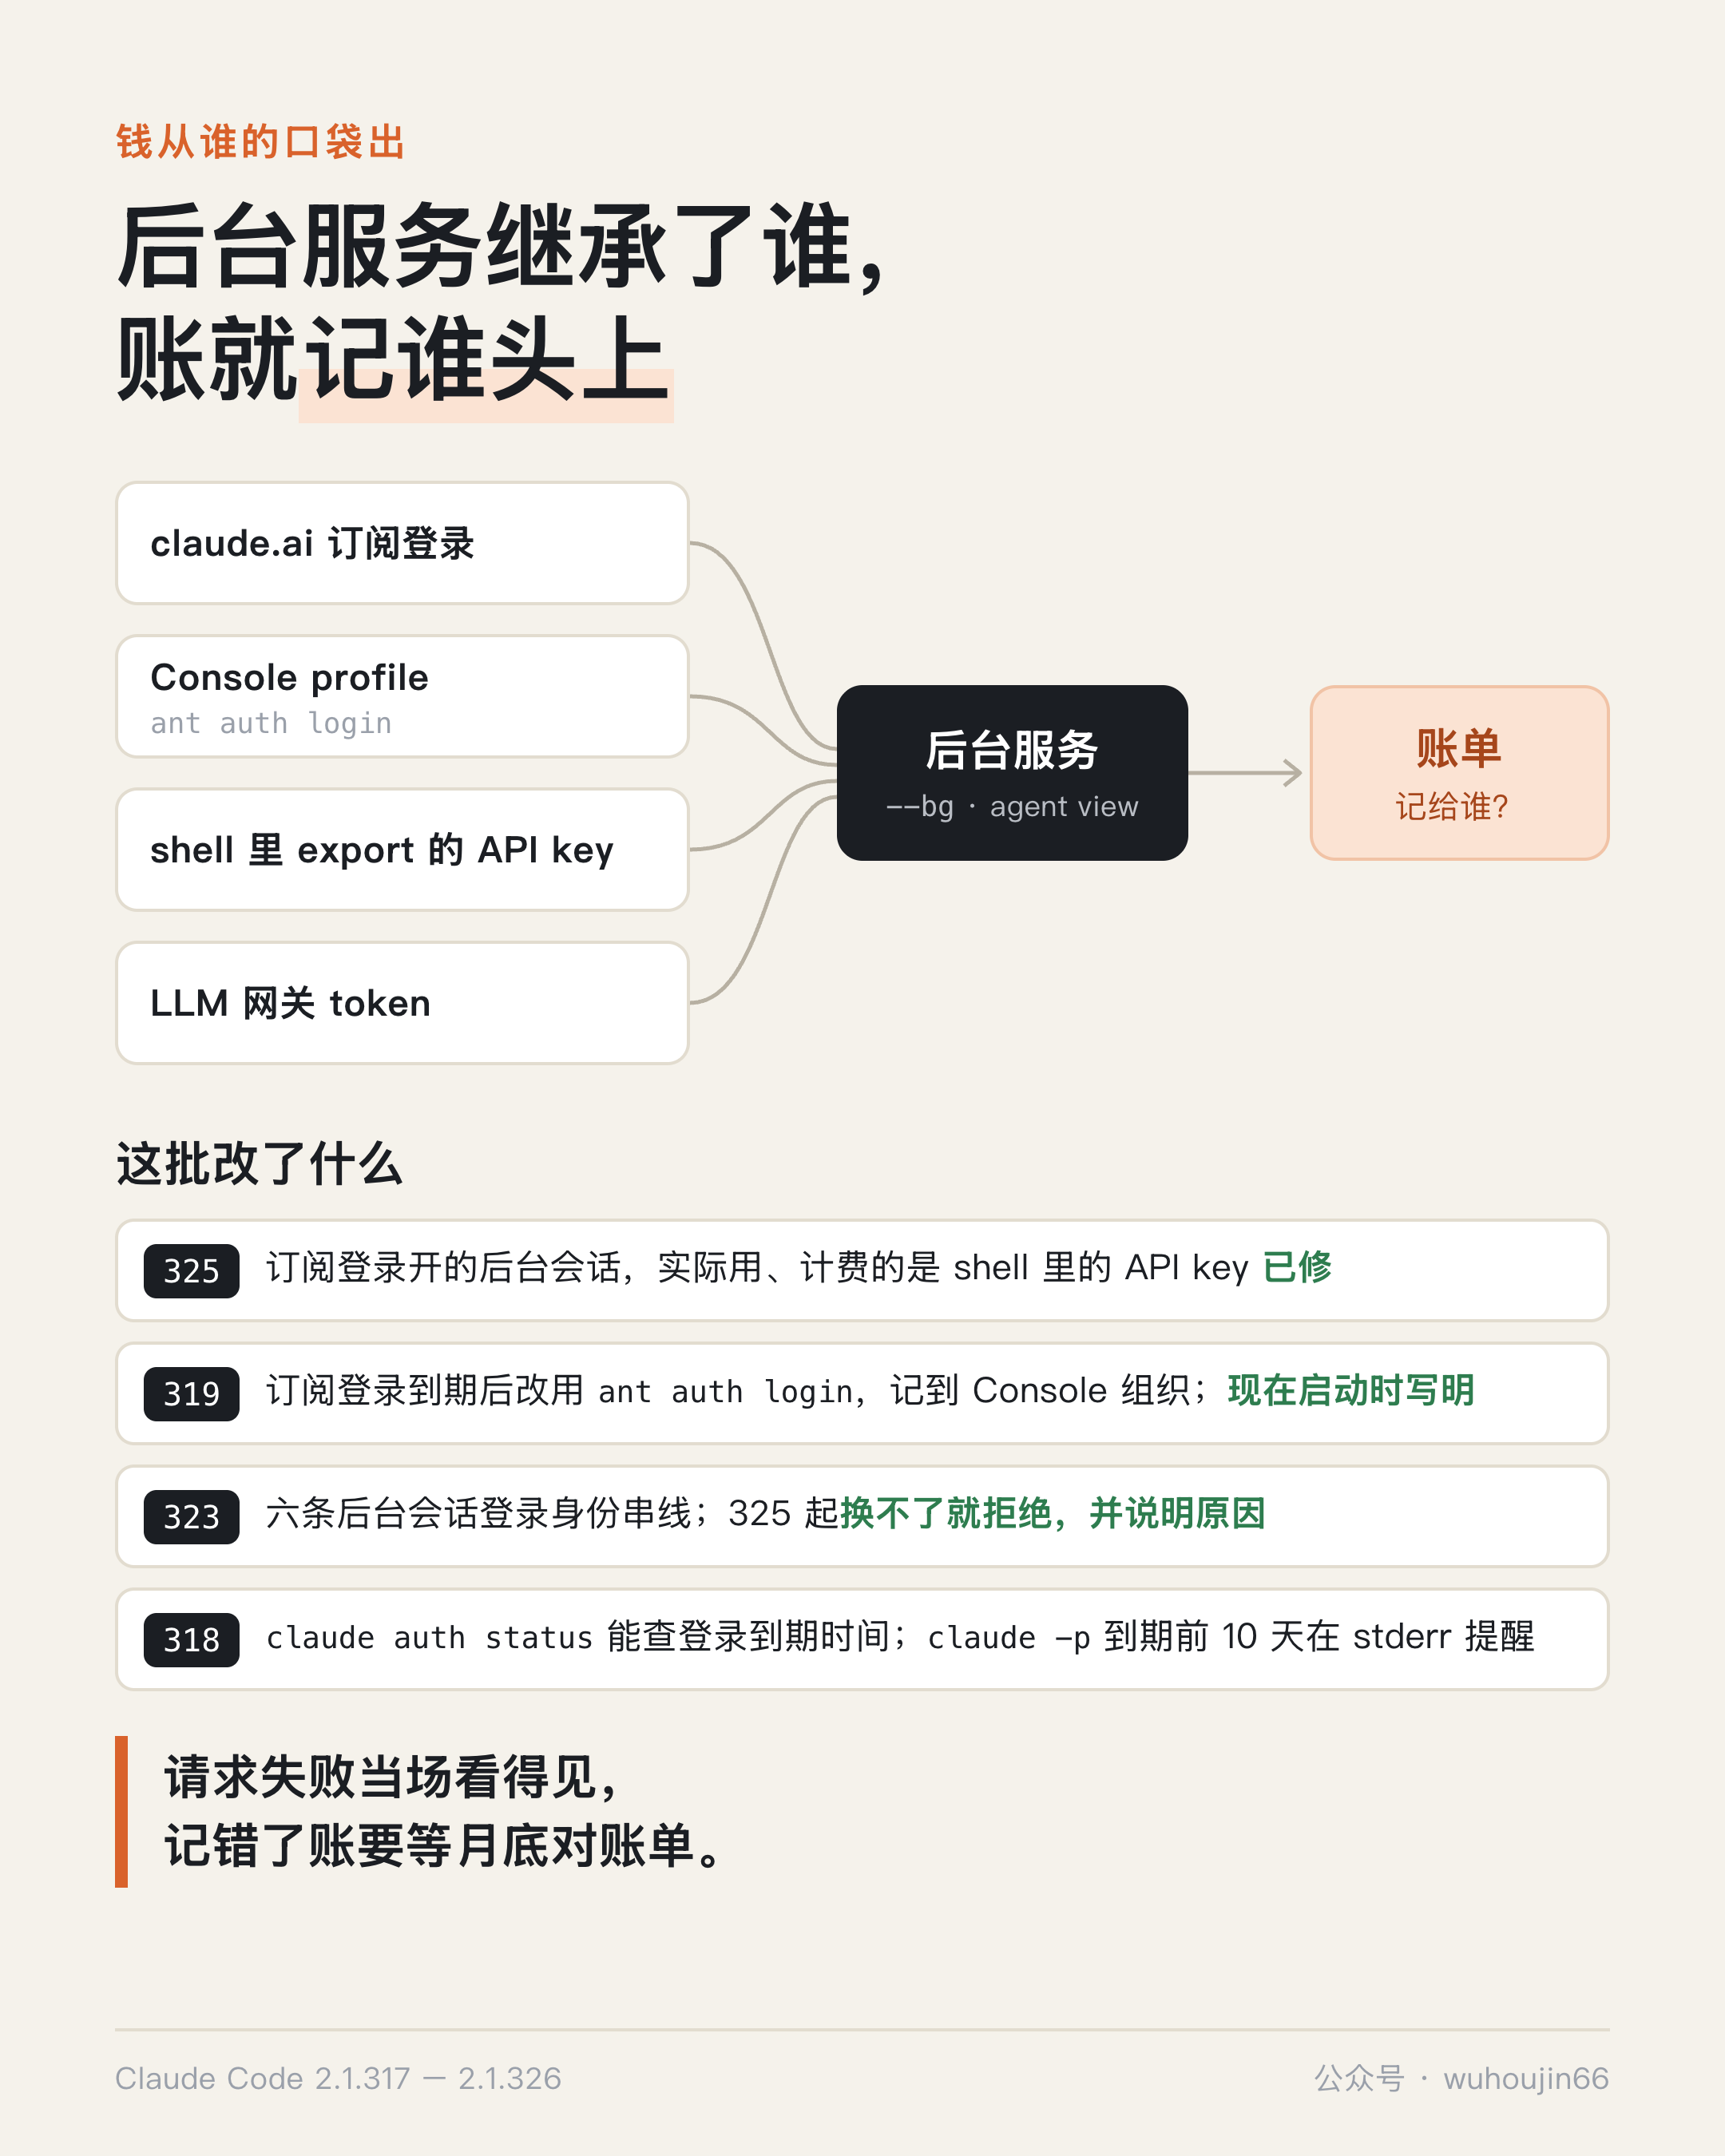 钱从谁的口袋出
后台服务继承了谁，
账就记谁头上
claude.ai 订阅登录
Console profile
ant auth login
shell 里 export 的 API key
LLM 网关 token
后台服务
--bg · agent view
账单
记给谁？
这批改了什么
325 订阅登录开的后台会话，实际用、计费的是 shell 里的 API key 已修
319 订阅登录到期后改用 ant auth login，记到 Console 组织；现在启动时写明
323 六条后台会话登录身份串线；325 起换不了就拒绝，并说明原因
318 claude auth status 能查登录到期时间；claude -p 到期前 10 天在 stderr 提醒
请求失败当场看得见，
记错了账要等月底对账单。
Claude Code 2.1.317 — 2.1.326
公众号 · wuhoujin66